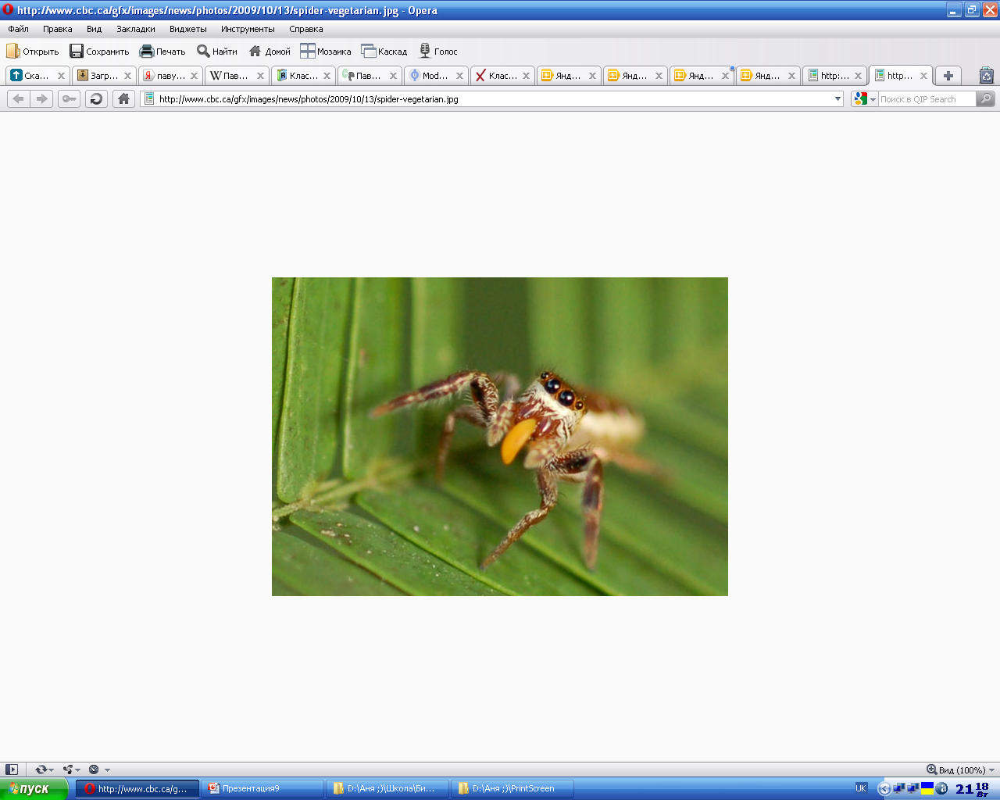 http://www.cbc.ca/gfx/images/news/photos/2009/10/13/spider-vegetarian.jpg - Opera
Файл Правка Вид Закладки Виджеты Инструменты Справка
Открыть Сохранить Печать Найти Домой Мозаика Каскад Голос
Ска... Загр... паву... Пав... Клас... Пав... Mod... Клас... Янд... Янд... Янд... Янд... http:... http...
http://www.cbc.ca/gfx/images/news/photos/2009/10/13/spider-vegetarian.jpg Поиск в QIP Search
Вид (100%)
пуск http://www.cbc.ca/g... Презентация9 D:\Аня ;)\Школа\Би... D:\Аня ;)\PrintScreen UK 21 18 Вт